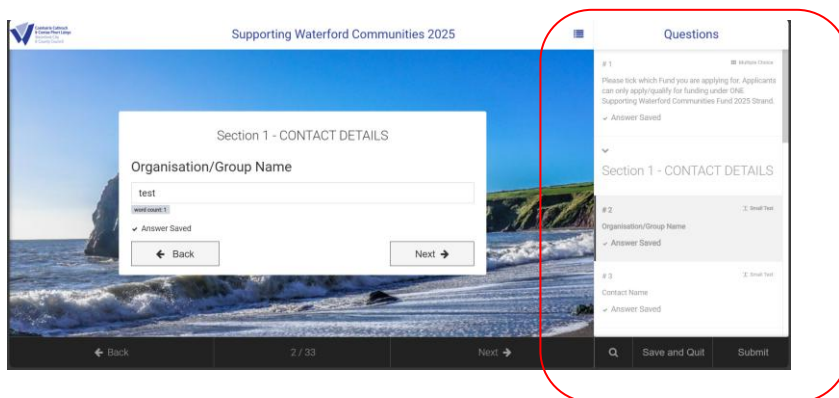 Supporting Waterford Communities 2025
Section 1 - CONTACT DETAILS
Organisation/Group Name
test
word count: 1
Answer Saved
Back
Next
Back
2 / 33
Next
Questions
# 1
Multiple Choice
Please tick which Fund you are applying for. Applicants
can only apply/qualify for funding under ONE
Supporting Waterford Communities Fund 2025 Strand.
Answer Saved
Section 1 - CONTACT DETAILS
# 2
Small Text
Organisation/Group Name
Answer Saved
# 3
Small Text
Contact Name
Answer Saved
Save and Quit
Submit